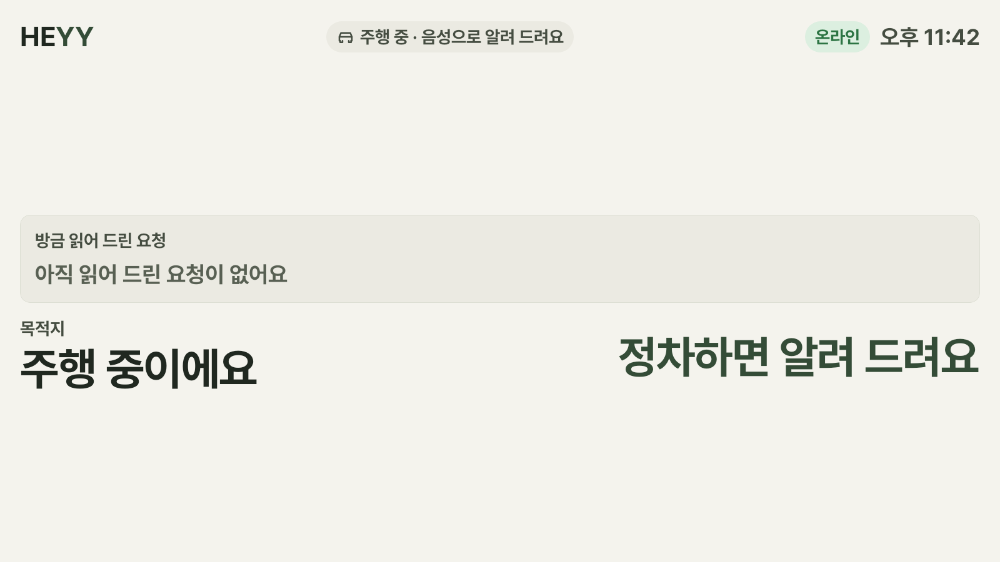 HEYY
주행 중 · 음성으로 알려 드려요
온라인
오후 11:42
방금 읽어 드린 요청
아직 읽어 드린 요청이 없어요
목적지
주행 중이에요
정차하면 알려 드려요